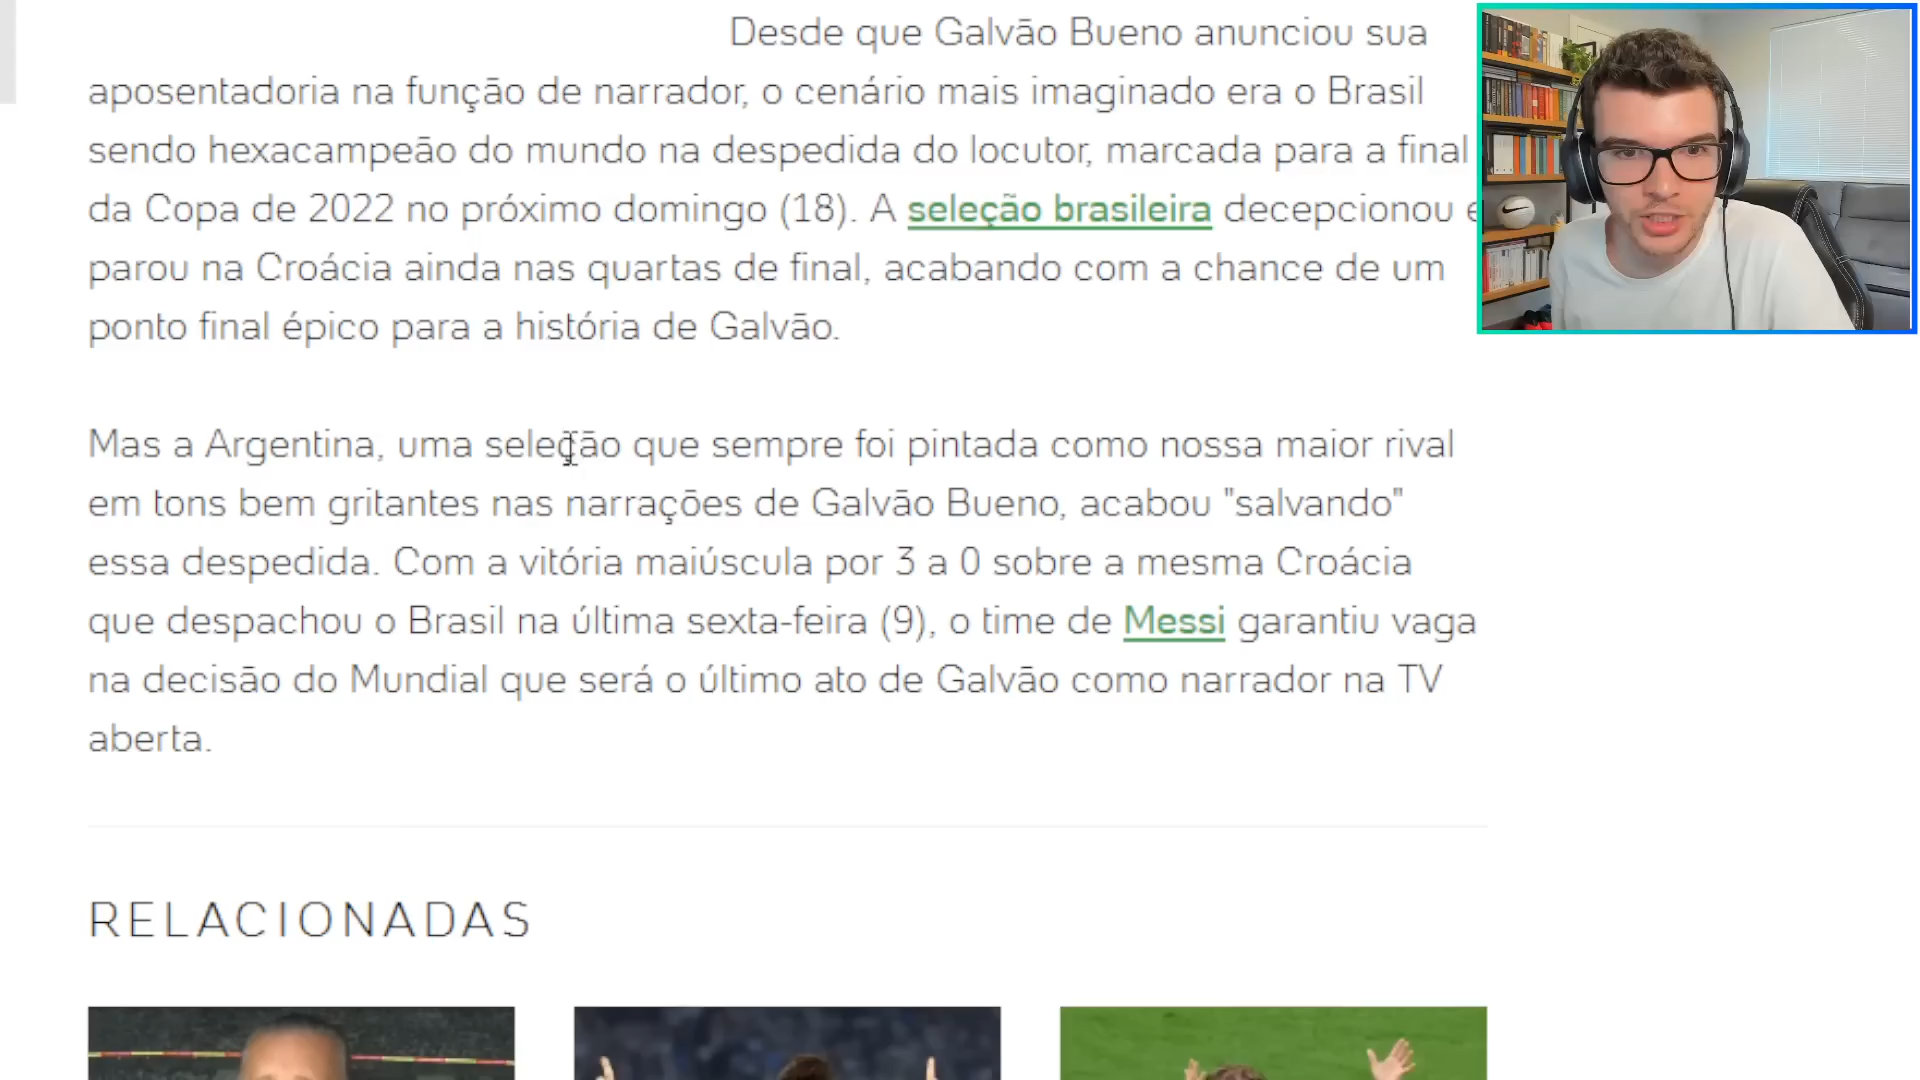 Desde que Galvão Bueno anunciou sua
aposentadoria na função de narrador, o cenário mais imaginado era o Brasil
sendo hexacampeão do mundo na despedida do locutor, marcada para a final
da Copa de 2022 no próximo domingo (18). A seleção brasileira decepcionou e
parou na Croácia ainda nas quartas de final, acabando com a chance de um
ponto final épico para a história de Galvão.
Mas a Argentina, uma seleção que sempre foi pintada como nossa maior rival
em tons bem gritantes nas narrações de Galvão Bueno, acabou "salvando"
essa despedida. Com a vitória maiúscula por 3 a 0 sobre a mesma Croácia
que despachou o Brasil na última sexta-feira (9), o time de Messi garantiu vaga
na decisão do Mundial que será o último ato de Galvão como narrador na TV
aberta.
RELACIONADAS